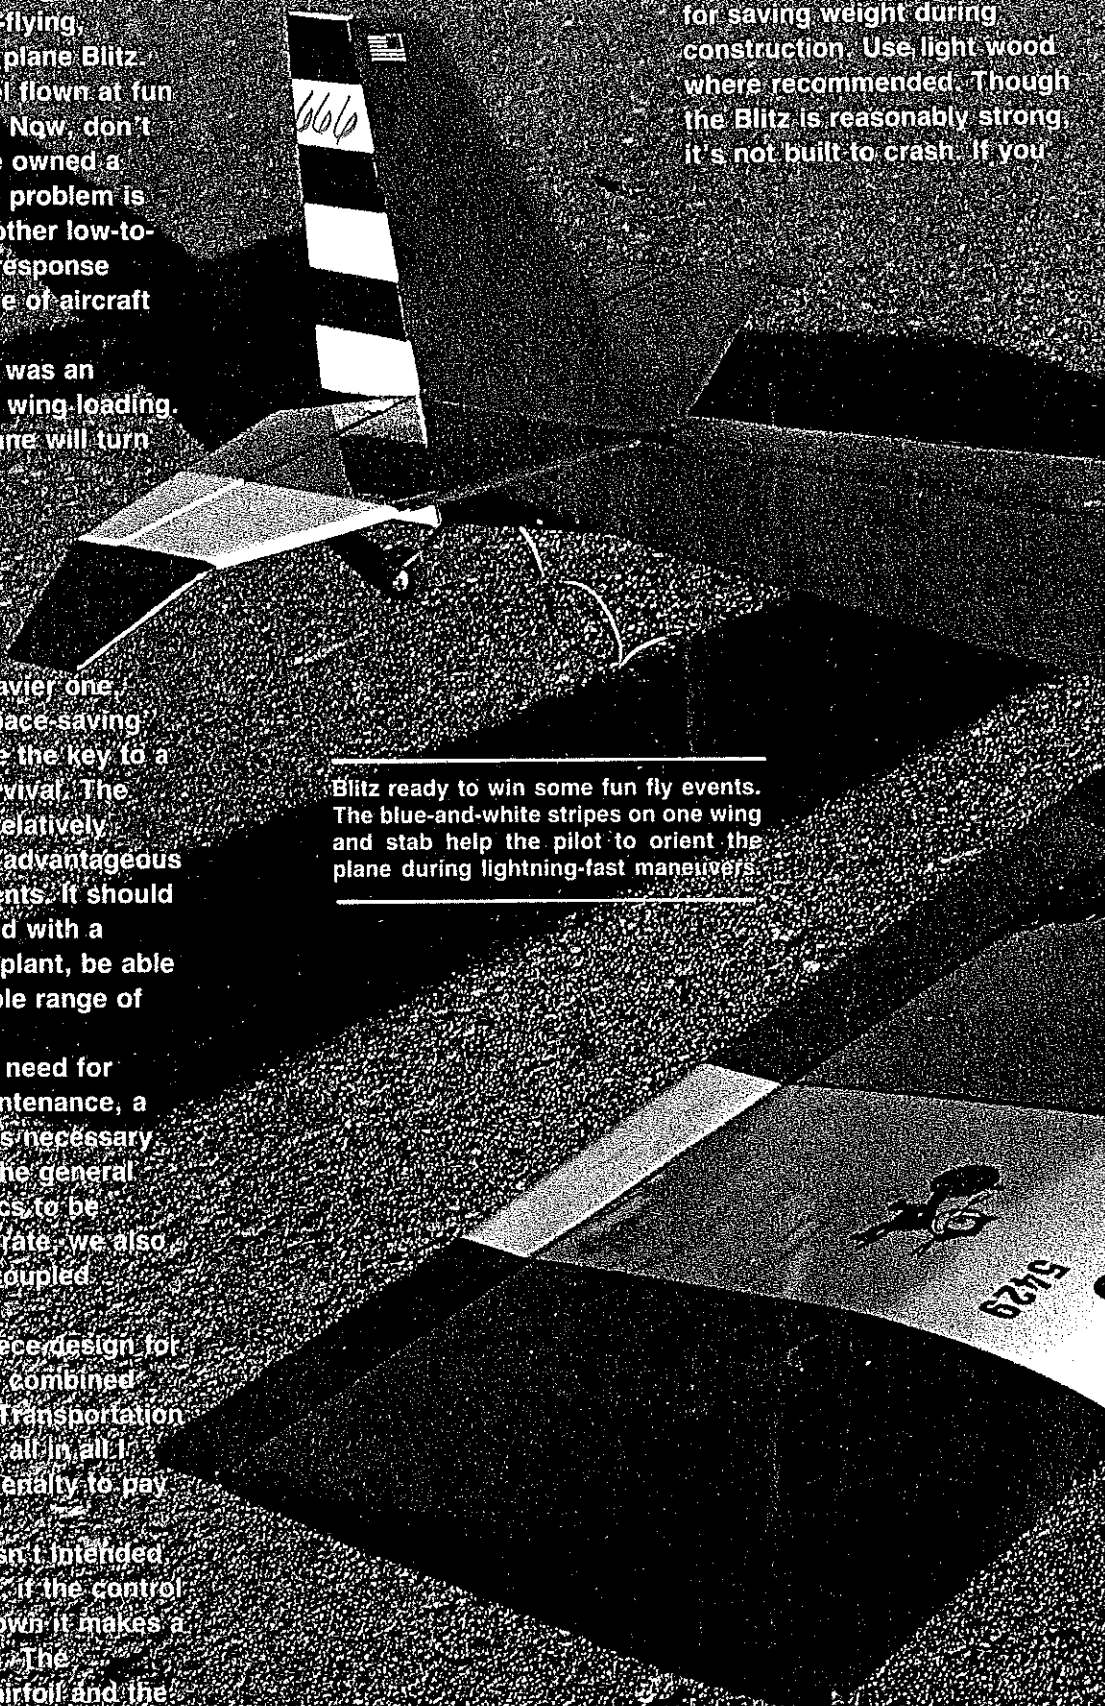 -flying,
plane Blitz.
l flown at fun
Now, don't
e owned a
problem is
other low-to-
response
e of aircraft
was an
wing loading.
ane will turn
avier one,
pace-saving
e the key to a
rvival. The
relatively
advantageous
ents. It should
d with a
plant, be able
ble range of
need for
ntenance, a
s necessary
he general
cs to be
rate, we also
coupled
ece design for
combined
Transportation
all in all I
enalty to pay
sn't intended
if the control
own it makes a
The
airfoil and the
for saving weight during
construction. Use light wood
where recommended. Though
the Blitz is reasonably strong,
it's not built to crash. If you
666
Blitz ready to win some fun fly events.
The blue-and-white stripes on one wing
and stab help the pilot to orient the
plane during lightning-fast maneuvers.
5429